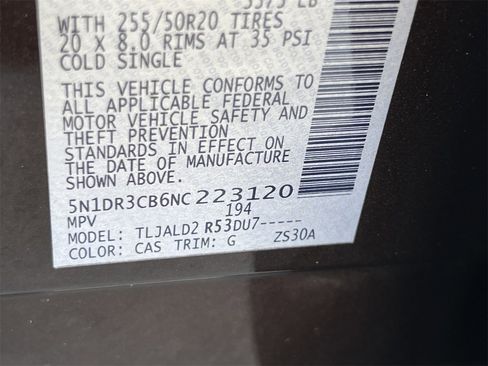 WITH 255/50R20 TIRES
20 X 8.0 RIMS AT 35 PSI
COLD SINGLE
THIS VEHICLE CONFORMS TO
ALL APPLICABLE FEDERAL
MOTOR VEHICLE SAFETY AND
THEFT PREVENTION
STANDARDS IN EFFECT ON
THE DATE OF MANUFACTURE
SHOWN ABOVE.
5N1DR3CB6NC223120
MPV 194
MODEL: TLJALD2 R53DU7-----
COLOR: CAS TRIM: G ZS30A